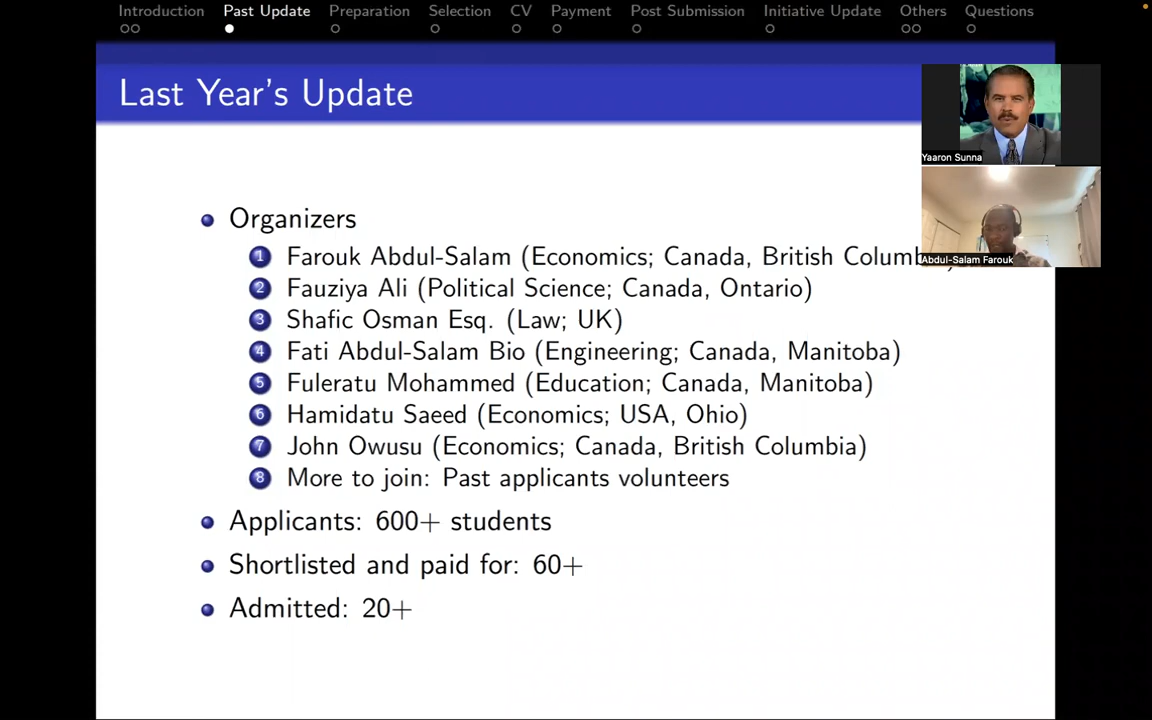 Introduction Past Update Preparation Selection CV Payment Post Submission Initiative Update Others Questions
Last Year's Update
Yaaron Sunna
Abdul-Salam Farouk
Organizers
1 Farouk Abdul-Salam (Economics; Canada, British
2 Fauziya Ali (Political Science; Canada, Ontario)
3 Shafic Osman Esq. (Law; UK)
4 Fati Abdul-Salam Bio (Engineering; Canada, Manitoba)
5 Fuleratu Mohammed (Education; Canada, Manitoba)
6 Hamidatu Saeed (Economics; USA, Ohio)
7 John Owusu (Economics; Canada, British Columbia)
8 More to join: Past applicants volunteers
Applicants: 600+ students
Shortlisted and paid for: 60+
Admitted: 20+